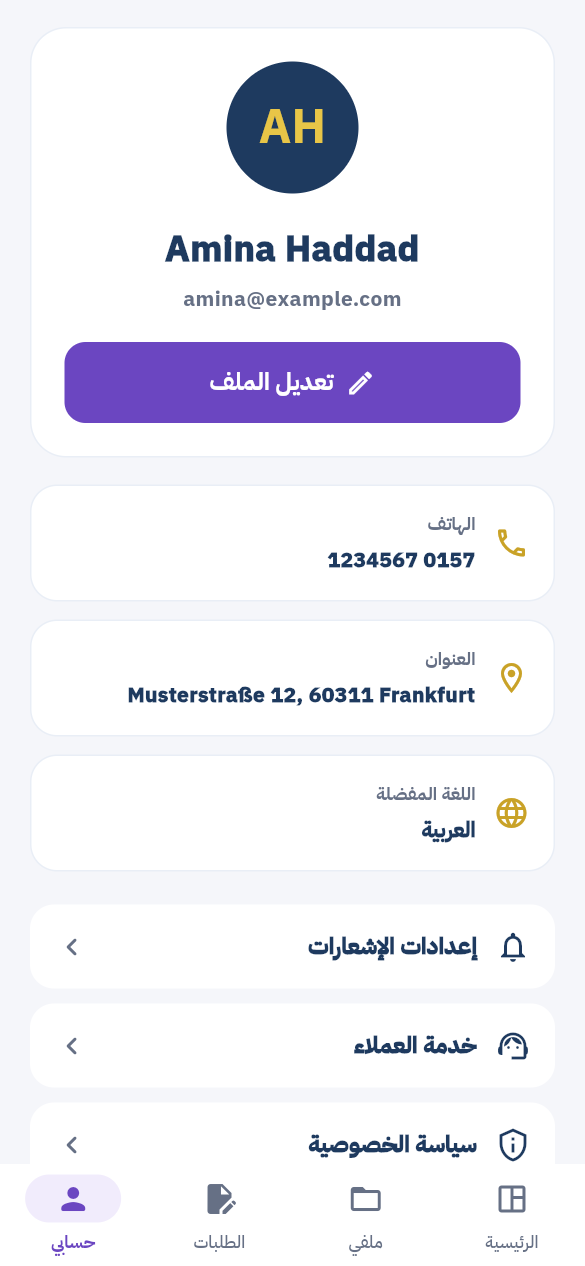 AH
Amina Haddad
amina@example.com
تعديل الملف
الهاتف
1234567 0157
العنوان
Musterstraße 12, 60311 Frankfurt
اللغة المفضلة
العربية
إعدادات الإشعارات
خدمة العملاء
سياسة الخصوصية
الرئيسية
ملفي
الطلبات
حسابي